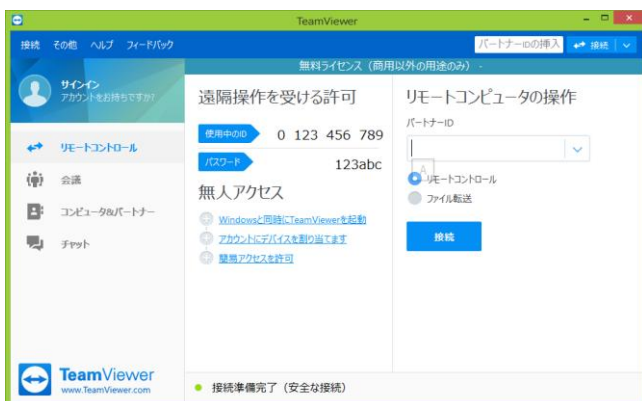 TeamViewer
接続 その他 ヘルプ フィードバック
パートナーIDの挿入 接続
無料ライセンス（商用以外の用途のみ） -
サインイン
アカウントをお持ちですか?
リモートコントロール
会議
コンピュータ&パートナー
チャット
TeamViewer
www.TeamViewer.com
遠隔操作を受ける許可
使用中のID 0 123 456 789
パスワード 123abc
無人アクセス
Windowsと同時にTeamViewerを起動
アカウントにデバイスを割り当てます
簡易アクセスを許可
リモートコンピュータの操作
パートナーID
A
リモートコントロール
ファイル転送
接続
接続準備完了（安全な接続）